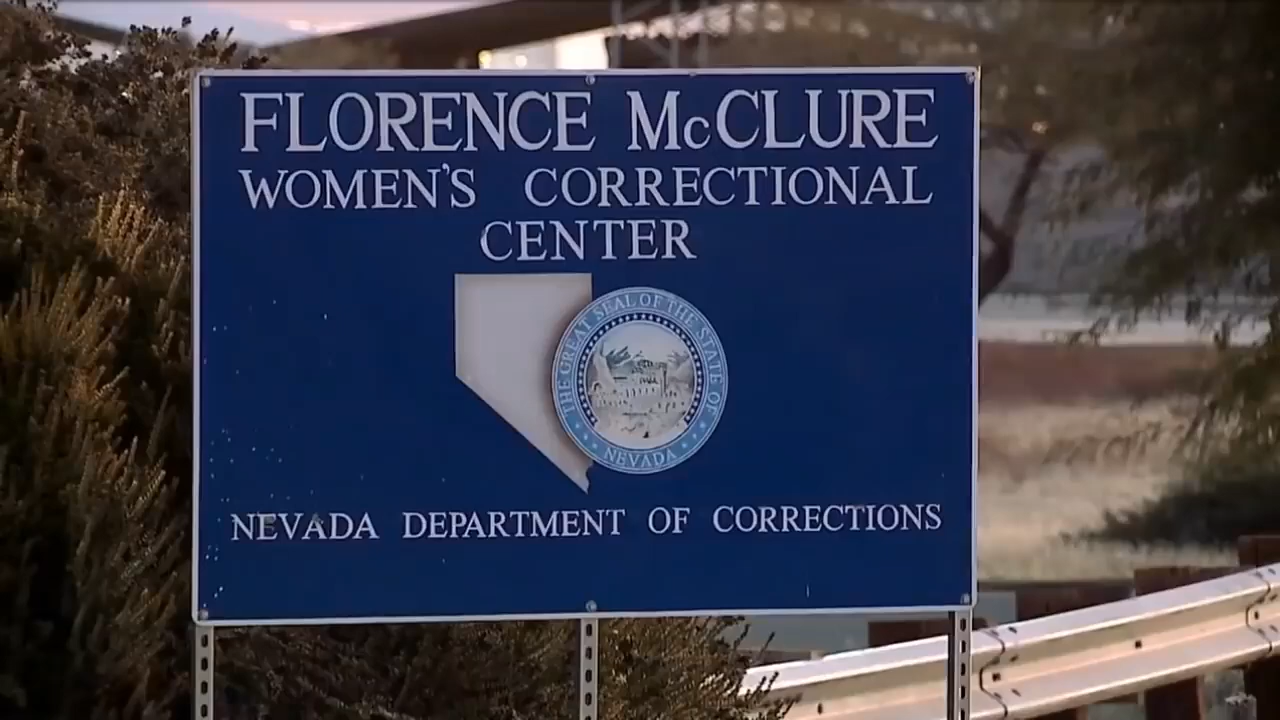 FLORENCE McCLURE
WOMEN'S CORRECTIONAL
CENTER
THE GREAT SEAL OF THE STATE OF
NEVADA
NEVADA DEPARTMENT OF CORRECTIONS